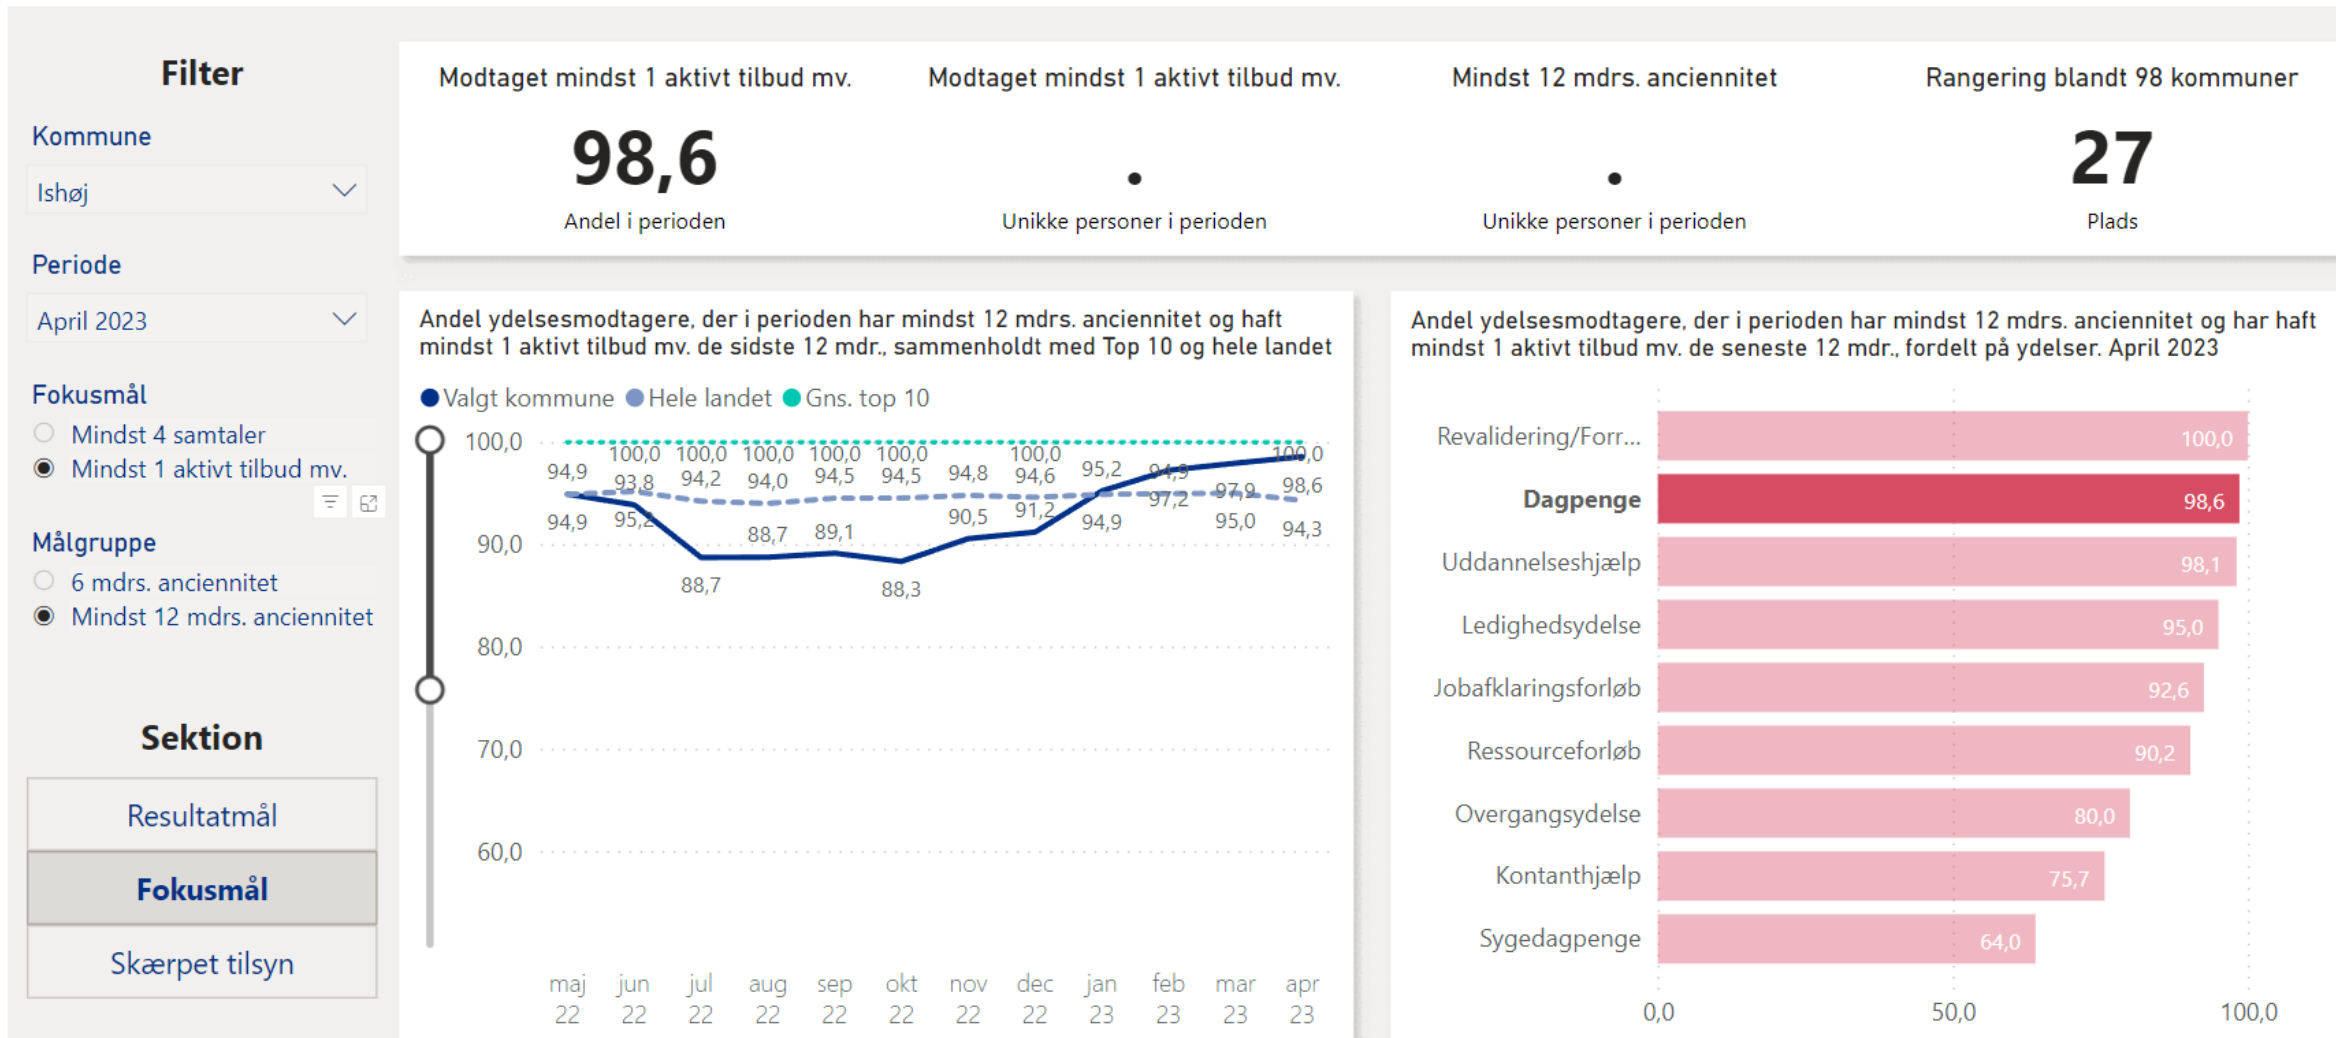 Filter
Kommune
Ishøj
Periode
April 2023
Fokusmål
Mindst 4 samtaler
Mindst 1 aktivt tilbud mv.
Målgruppe
6 mdrs. anciennitet
Mindst 12 mdrs. anciennitet
Sektion
Resultatmål
Fokusmål
Skærpet tilsyn
Modtaget mindst 1 aktivt tilbud mv.
98,6
Andel i perioden
Modtaget mindst 1 aktivt tilbud mv.
.
Unikke personer i perioden
Mindst 12 mdrs. anciennitet
.
Unikke personer i perioden
Rangering blandt 98 kommuner
27
Plads
Andel ydelsesmodtagere, der i perioden har mindst 12 mdrs. anciennitet og haft
mindst 1 aktivt tilbud mv. de sidste 12 mdr., sammenholdt med Top 10 og hele landet
Valgt kommune Hele landet Gns. top 10
100,0
90,0
80,0
70,0
60,0
100,0 100,0 100,0 100,0 100,0 100,0 100,0
94,9 93,8 94,2 94,0 94,5 94,5 94,8 94,6 95,2 94,9 97,9 98,6
94,9 95,2 88,7 88,7 89,1 88,3 90,5 91,2 94,9 97,2 95,0 94,3
maj jun jul aug sep okt nov dec jan feb mar apr
22 22 22 22 22 22 22 22 23 23 23 23
Andel ydelsesmodtagere, der i perioden har mindst 12 mdrs. anciennitet og har haft
mindst 1 aktivt tilbud mv. de seneste 12 mdr., fordelt på ydelser. April 2023
Revalidering/Forr... 100,0
Dagpenge 98,6
Uddannelseshjælp 98,1
Ledighedsydelse 95,0
Jobafklaringsforløb 92,6
Ressourceforløb 90,2
Overgangsydelse 80,0
Kontanthjælp 75,7
Sygedagpenge 64,0
0,0 50,0 100,0